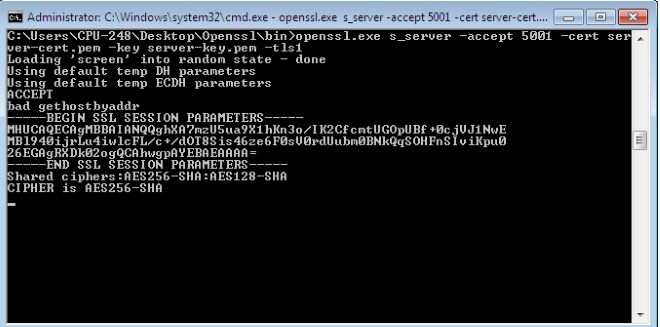 Administrator: C:\Windows\system32\cmd.exe - openssl.exe s_server -accept 5001 -cert server-cert....
C:\Users\CPU-248\Desktop\Openssl\bin>openssl.exe s_server -accept 5001 -cert ser
ver-cert.pem -key server-key.pem -tls1
Loading 'screen' into random state - done
Using default temp DH parameters
Using default temp ECDH parameters
ACCEPT
bad gethostbyaddr
-----BEGIN SSL SESSION PARAMETERS-----
MHUCAQECAgMBBAIANQQghXA7mzU5ua9X1hKn3o/IK2CfcmtUGOpUBf+0cjVJ1NwE
MBl940ijrLu4iwlcFL/c+/dOT8Sis46ze6F0sV0rdUubm0BNkQqSOHFnSIviKpu0
26EGAgRXDk02ogQCAhwgpAYEBAEAAAA=
-----END SSL SESSION PARAMETERS-----
Shared ciphers:AES256-SHA:AES128-SHA
CIPHER is AES256-SHA